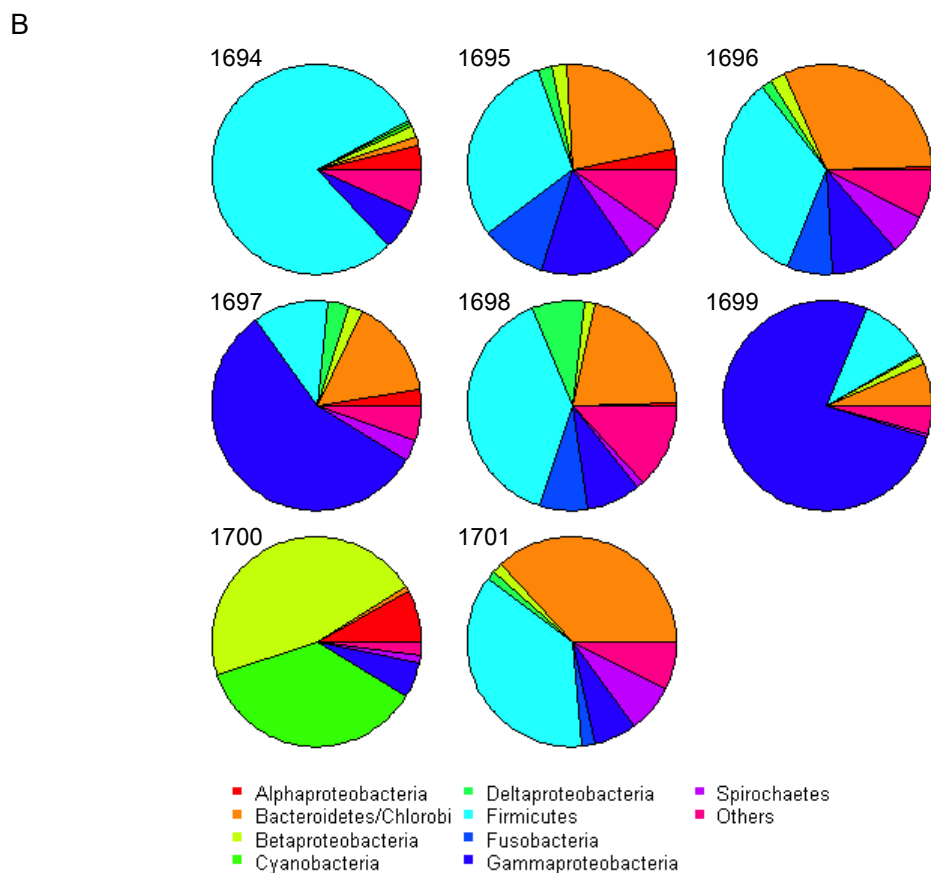 B
1694
1695
1696
1697
1698
1699
1700
1701
Alphaproteobacteria
Bacteroidetes/Chlorobi
Betaproteobacteria
Cyanobacteria
Deltaproteobacteria
Firmicutes
Fusobacteria
Gammaproteobacteria
Spirochaetes
Others